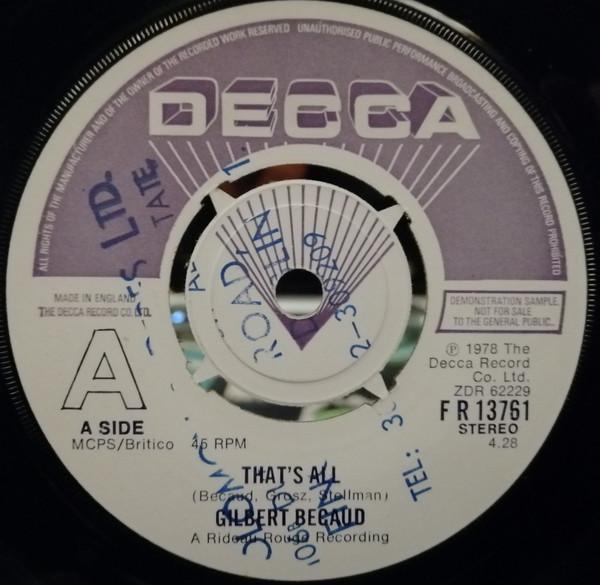 ALL RIGHTS OF THE MANUFACTURER AND OF THE OWNER OF THE RECORDED WORK RESERVED UNAUTHORISED PUBLIC PERFORMANCE BROADCASTING AND COPYING OF THIS RECORD PROHIBITED
DECCA
MADE IN ENGLAND
THE DECCA RECORD CO. LTD.
DEMONSTRATION SAMPLE
NOT FOR SALE
TO THE GENERAL PUBLIC.
A
A SIDE
MCPS/Britico
45 RPM
℗ 1978 The
Decca Record
Co. Ltd.
ZDR 62229
F R 13761
STEREO
4.28
THAT'S ALL
(Becaud, Grosz, Stellman)
GILBERT BECAUD
A Rideau Rouge Recording
LTD.
TATE,
ROAD,
TEL: